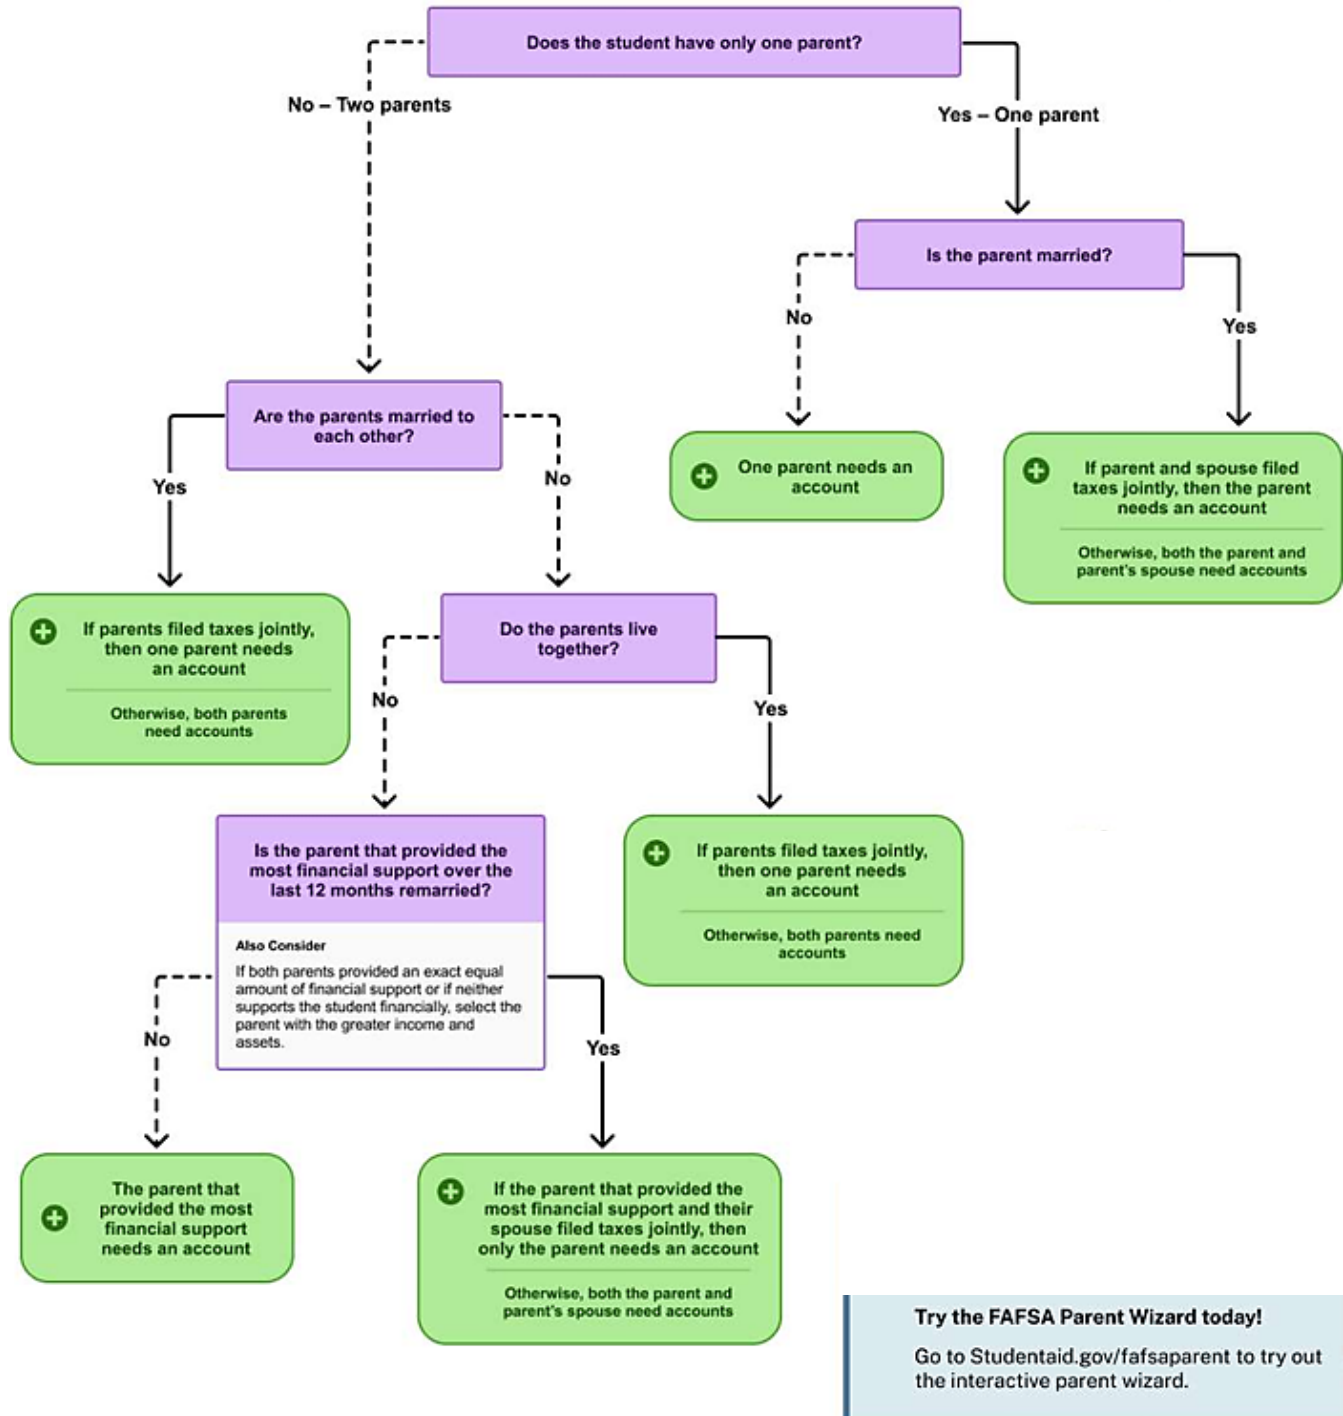 Does the student have only one parent?
No – Two parents
Yes – One parent
Is the parent married?
No
Yes
Are the parents married to
each other?
Yes
No
One parent needs an
account
If parent and spouse filed
taxes jointly, then the parent
needs an account
Otherwise, both the parent and
parent's spouse need accounts
If parents filed taxes jointly,
then one parent needs
an account
Otherwise, both parents
need accounts
Do the parents live
together?
No
Yes
Is the parent that provided the
most financial support over the
last 12 months remarried?
Also Consider
If both parents provided an exact equal
amount of financial support or if neither
supports the student financially, select the
parent with the greater income and
assets.
If parents filed taxes jointly,
then one parent needs
an account
Otherwise, both parents need
accounts
No
Yes
The parent that
provided the most
financial support
needs an account
If the parent that provided the
most financial support and their
spouse filed taxes jointly, then
only the parent needs an account
Otherwise, both the parent and
parent's spouse need accounts
Try the FAFSA Parent Wizard today!
Go to Studentaid.gov/fafsaparent to try out
the interactive parent wizard.